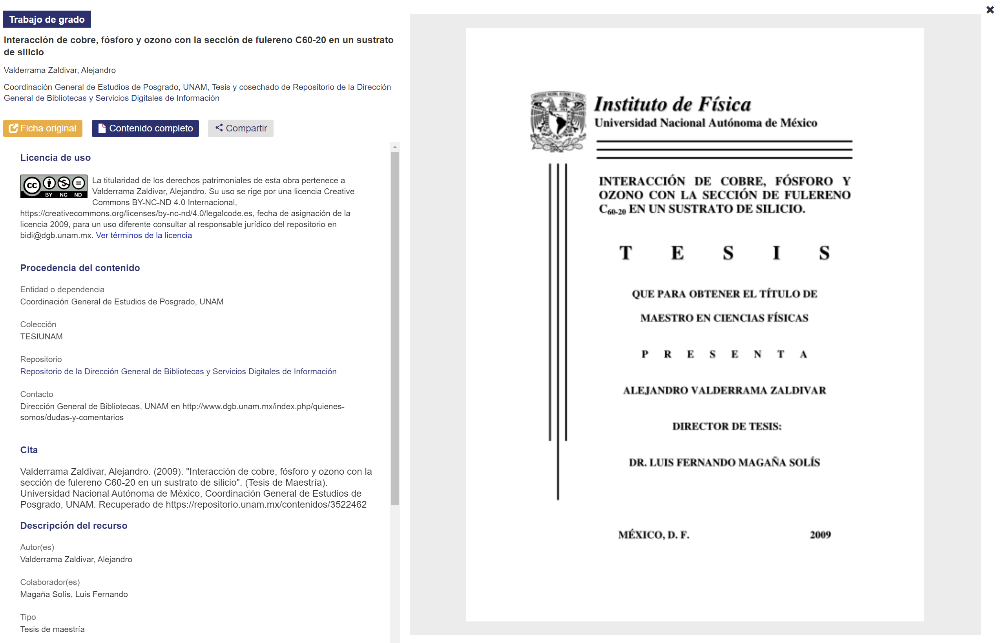 Trabajo de grado
Interacción de cobre, fósforo y ozono con la sección de fulereno C60-20 en un sustrato
de silicio
Valderrama Zaldivar, Alejandro
Coordinación General de Estudios de Posgrado, UNAM, Tesis y cosechado de Repositorio de la Dirección
General de Bibliotecas y Servicios Digitales de Información
Ficha original
Contenido completo
Compartir
Licencia de uso
cc
BY NC ND
La titularidad de los derechos patrimoniales de esta obra pertenece a
Valderrama Zaldivar, Alejandro. Su uso se rige por una licencia Creative
Commons BY-NC-ND 4.0 Internacional,
https://creativecommons.org/licenses/by-nc-nd/4.0/legalcode.es, fecha de asignación de la
licencia 2009, para un uso diferente consultar al responsable jurídico del repositorio en
bidi@dgb.unam.mx. Ver términos de la licencia
Procedencia del contenido
Entidad o dependencia
Coordinación General de Estudios de Posgrado, UNAM
Colección
TESIUNAM
Repositorio
Repositorio de la Dirección General de Bibliotecas y Servicios Digitales de Información
Contacto
Dirección General de Bibliotecas, UNAM en http://www.dgb.unam.mx/index.php/quienes-
somos/dudas-y-comentarios
Cita
Valderrama Zaldivar, Alejandro. (2009). "Interacción de cobre, fósforo y ozono con la
sección de fulereno C60-20 en un sustrato de silicio". (Tesis de Maestría).
Universidad Nacional Autónoma de México, Coordinación General de Estudios de
Posgrado, UNAM. Recuperado de https://repositorio.unam.mx/contenidos/3522462
Descripción del recurso
Autor(es)
Valderrama Zaldivar, Alejandro
Colaborador(es)
Magaña Solís, Luis Fernando
Tipo
Tesis de maestría
Instituto de Física
Universidad Nacional Autónoma de México
INTERACCIÓN DE COBRE, FÓSFORO Y
OZONO CON LA SECCIÓN DE FULERENO
C60-20 EN UN SUSTRATO DE SILICIO.
T E S I S
QUE PARA OBTENER EL TÍTULO DE
MAESTRO EN CIENCIAS FÍSICAS
P R E S E N T A
ALEJANDRO VALDERRAMA ZALDIVAR
DIRECTOR DE TESIS:
DR. LUIS FERNANDO MAGAÑA SOLÍS
MÉXICO, D. F. 2009